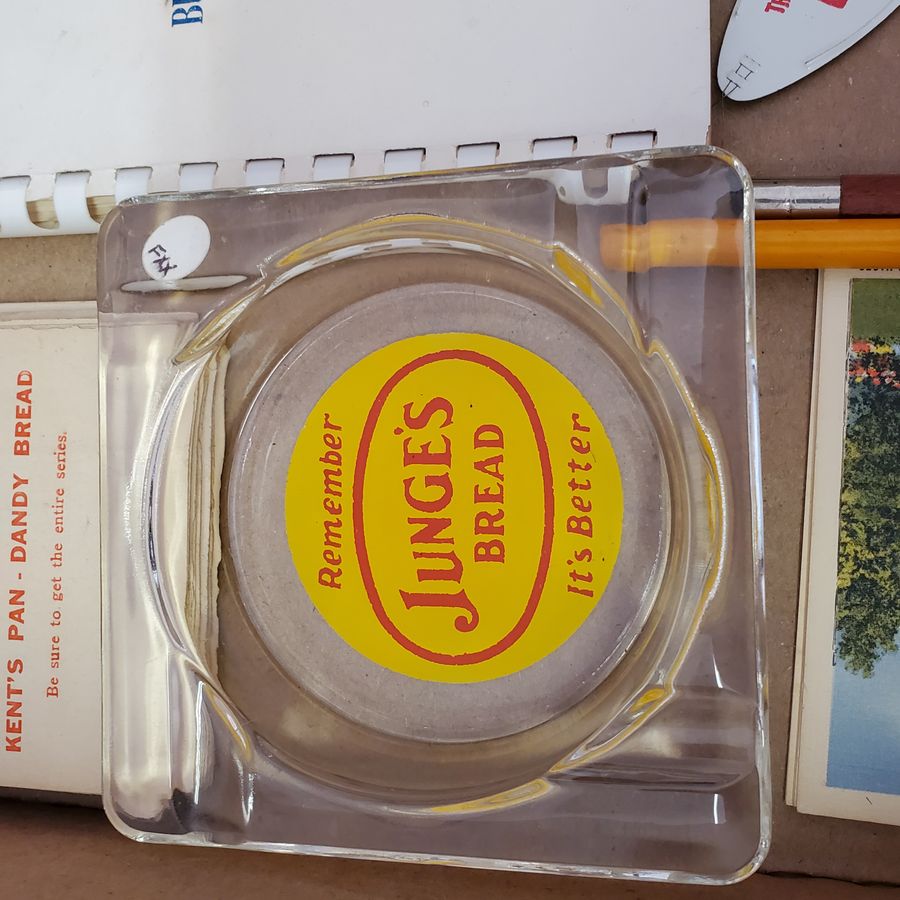 Remember
JUNGE'S
BREAD
It's Better
KENT'S PAN-DANDY BREAD
Be sure to get the entire series.